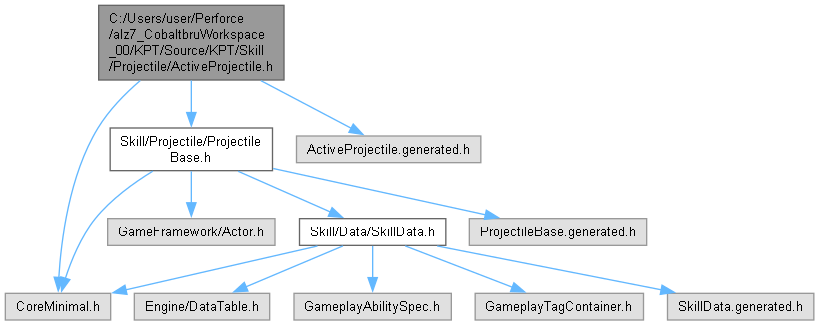 C:/Users/user/Perforce
/alz7_CobaltbruWorkspace
_00/KPT/Source/KPT/Skill
/Projectile/ActiveProjectile.h
Skill/Projectile/Projectile
Base.h
ActiveProjectile.generated.h
GameFramework/Actor.h
Skill/Data/SkillData.h
ProjectileBase.generated.h
CoreMinimal.h
Engine/DataTable.h
GameplayAbilitySpec.h
GameplayTagContainer.h
SkillData.generated.h